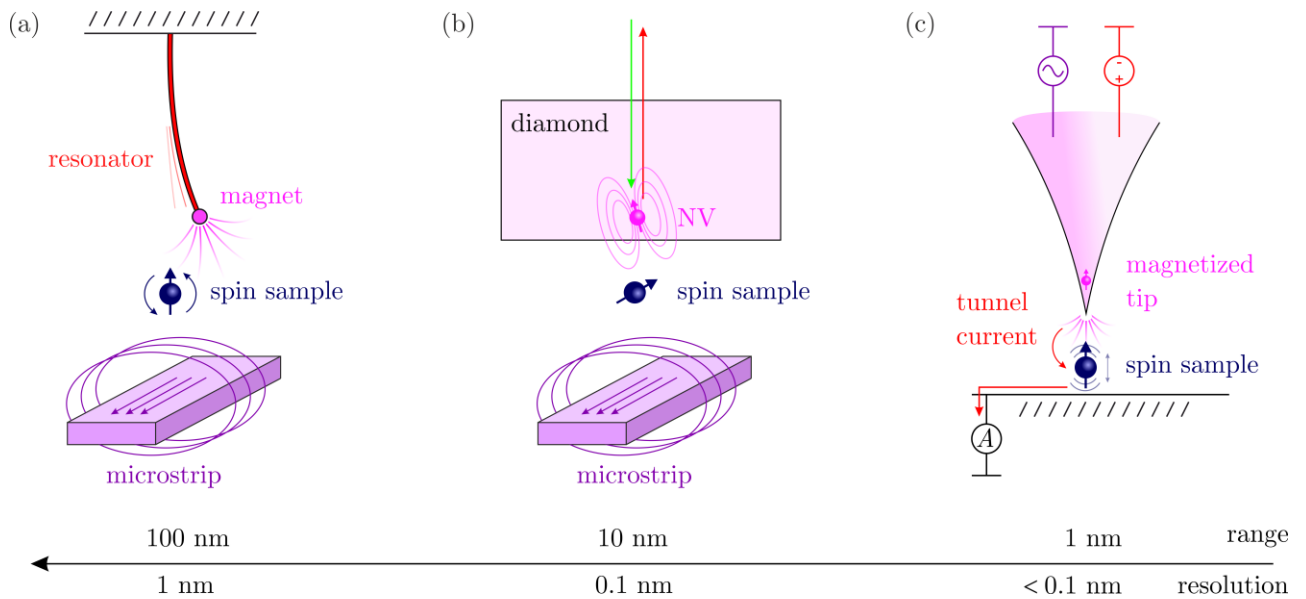 (a)
resonator
magnet
spin sample
microstrip
(b)
diamond
NV
spin sample
microstrip
(c)
-
+
magnetized
tip
tunnel
current
spin sample
A
100 nm
10 nm
1 nm
range
1 nm
0.1 nm
< 0.1 nm
resolution